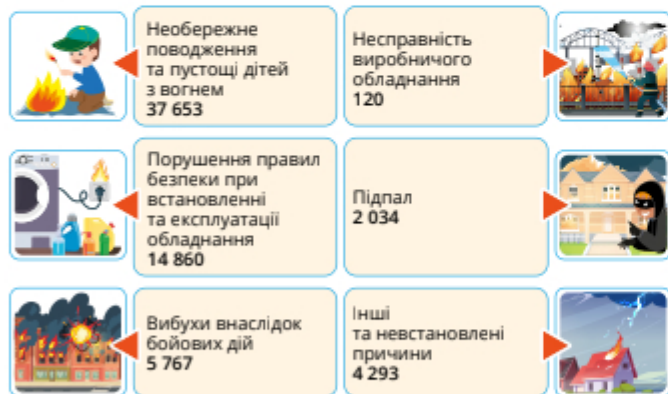 Необережне
поводження
та пустощі дітей
з вогнем
37 653
Несправність
виробничого
обладнання
120
Порушення правил
безпеки при
встановленні
та експлуатації
обладнання
14 860
Підпал
2 034
Вибухи внаслідок
бойових дій
5 767
Інші
та невстановлені
причини
4 293